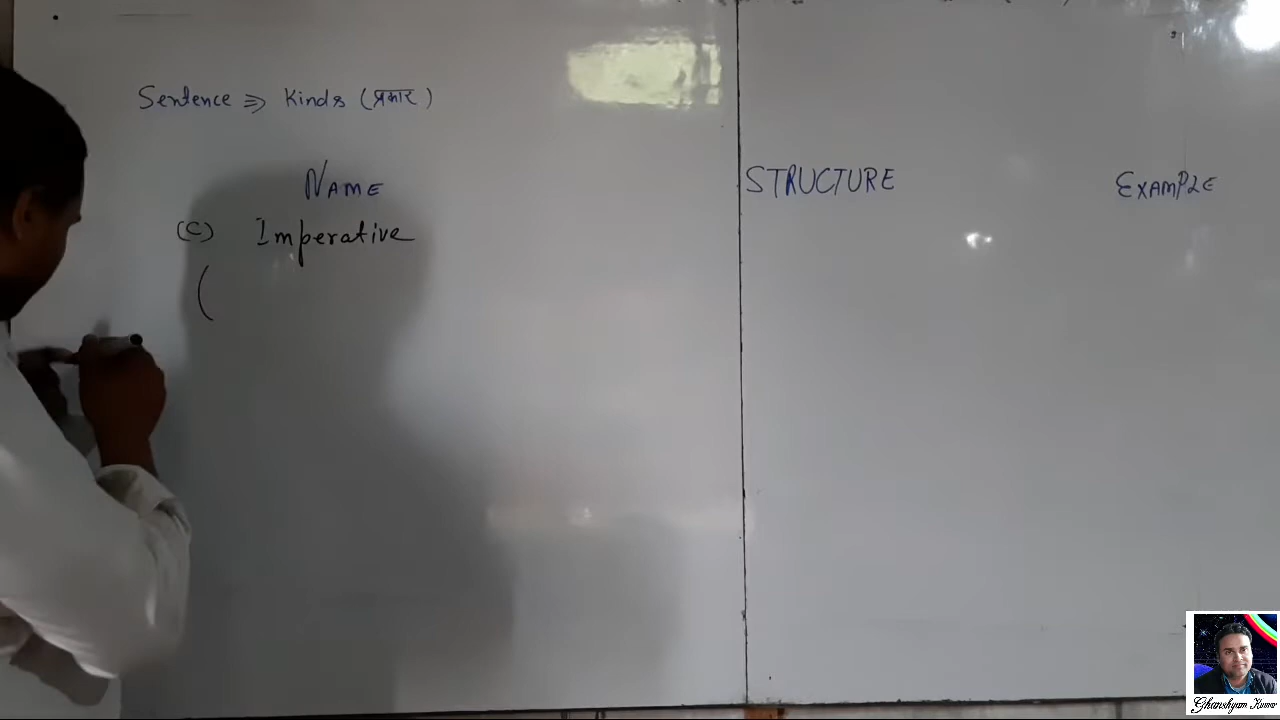 Sentence ⇒ Kinds (प्रकार)
NAME STRUCTURE EXAMPLE
(C) Imperative
(
Ghanshyam Kumar